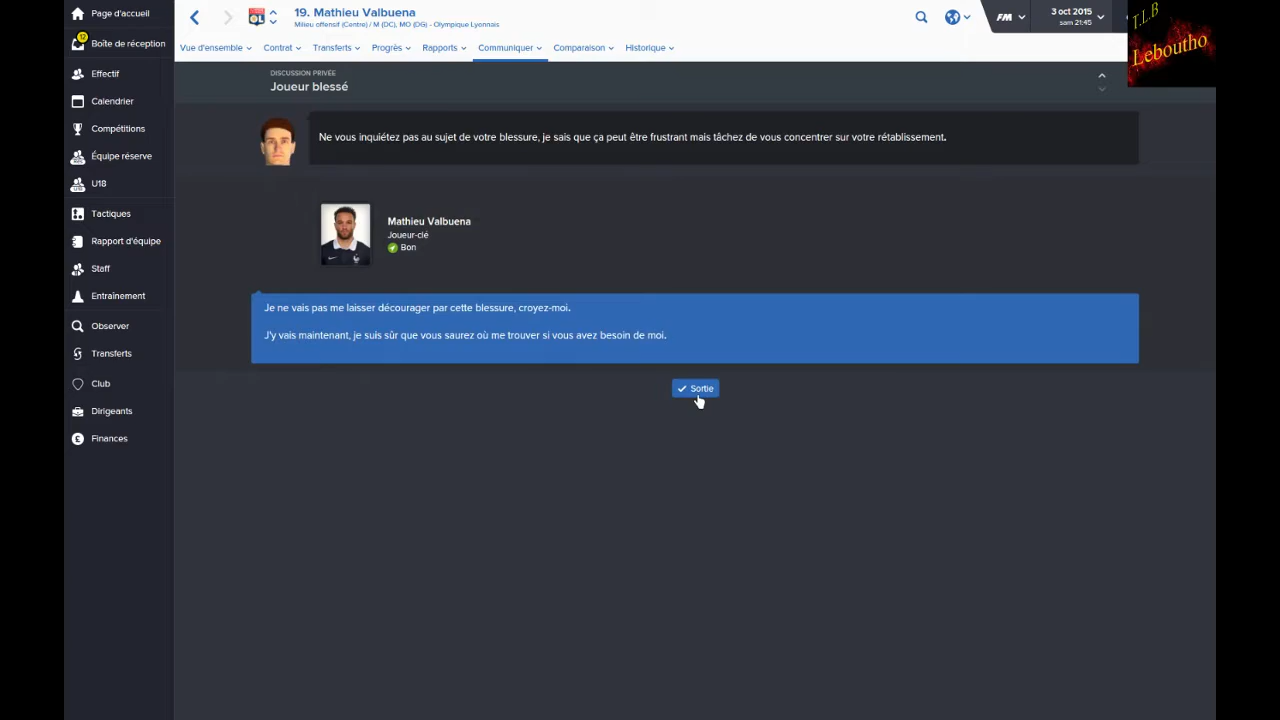 Page d'accueil
12
Boîte de réception
Effectif
Calendrier
Compétitions
Équipe réserve
U18
Tactiques
Rapport d'équipe
Staff
Entraînement
Observer
Transferts
Club
Dirigeants
Finances
19. Mathieu Valbuena
Milieu offensif (Centre) / M (DC), MO (DG) - Olympique Lyonnais
FM
3 oct 2015
sam 21:45
T.L.B
Leboutho
Vue d'ensemble Contrat Transferts Progrès Rapports Communiquer Comparaison Historique
DISCUSSION PRIVÉE
Joueur blessé
Ne vous inquiétez pas au sujet de votre blessure, je sais que ça peut être frustrant mais tâchez de vous concentrer sur votre rétablissement.
Mathieu Valbuena
Joueur-clé
Bon
Je ne vais pas me laisser décourager par cette blessure, croyez-moi.
J'y vais maintenant, je suis sûr que vous saurez où me trouver si vous avez besoin de moi.
Sortie